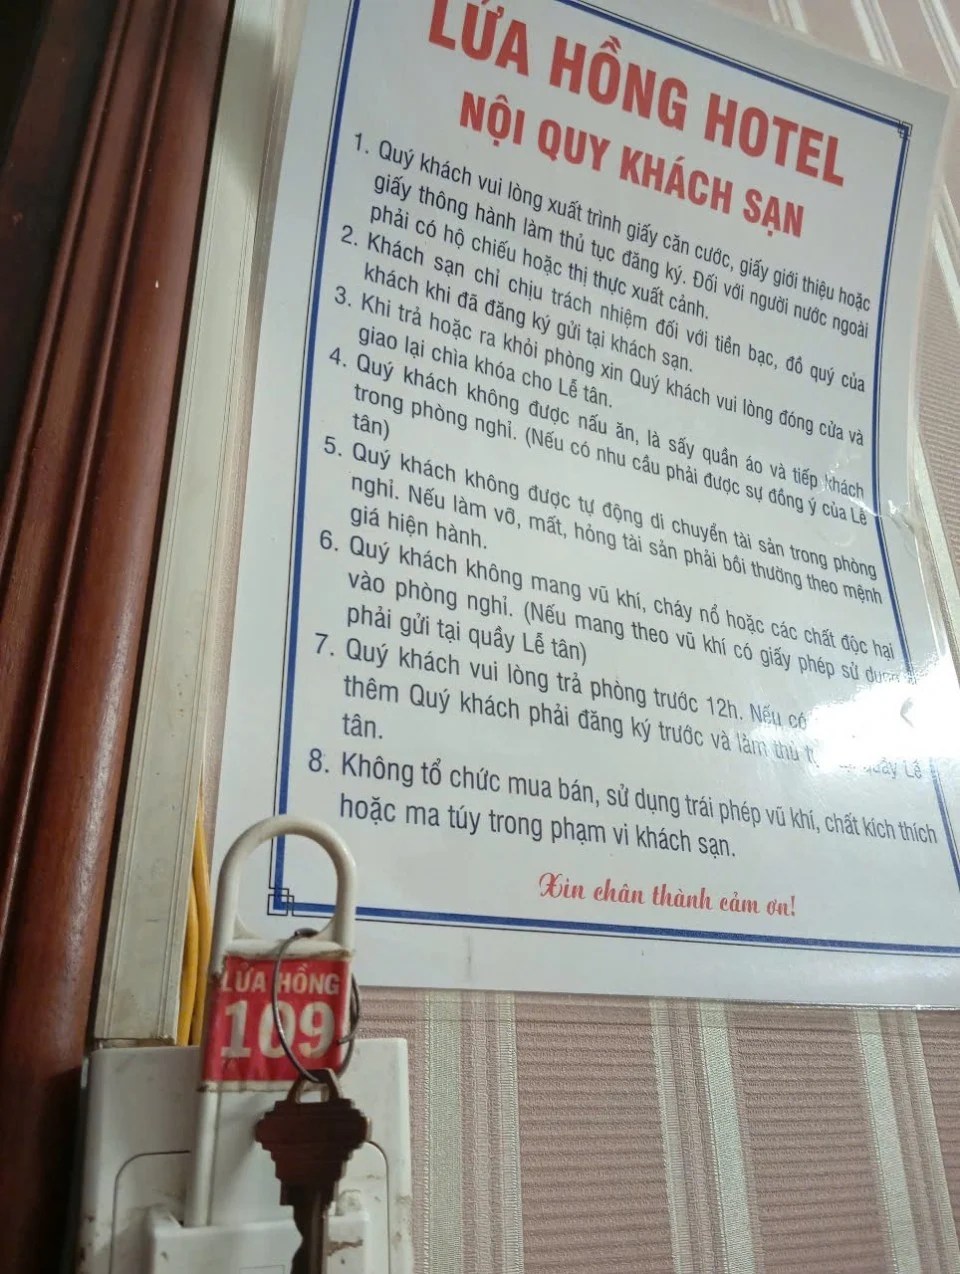 LỬA HỒNG HOTEL
NỘI QUY KHÁCH SẠN
1. Quý khách vui lòng xuất trình giấy căn cước, giấy giới thiệu hoặc
giấy thông hành làm thủ tục đăng ký. Đối với người nước ngoài
phải có hộ chiếu hoặc thị thực xuất cảnh.
2. Khách sạn chỉ chịu trách nhiệm đối với tiền bạc, đồ quý của
khách khi đã đăng ký gửi tại khách sạn.
3. Khi trả hoặc ra khỏi phòng xin Quý khách vui lòng đóng cửa và
giao lại chìa khóa cho Lễ tân.
4. Quý khách không được nấu ăn, là sấy quần áo và tiếp khách
trong phòng nghỉ. (Nếu có nhu cầu phải được sự đồng ý của Lễ
tân)
5. Quý khách không được tự động di chuyển tài sản trong phòng
nghỉ. Nếu làm vỡ, mất, hỏng tài sản phải bồi thường theo mệnh
giá hiện hành.
6. Quý khách không mang vũ khí, cháy nổ hoặc các chất độc hại
vào phòng nghỉ. (Nếu mang theo vũ khí có giấy phép sử dụng
phải gửi tại quầy Lễ tân)
7. Quý khách vui lòng trả phòng trước 12h. Nếu có
thêm Quý khách phải đăng ký trước và làm thủ quầy Lễ
tân.
8. Không tổ chức mua bán, sử dụng trái phép vũ khí, chất kích thích
hoặc ma túy trong phạm vi khách sạn.
Xin chân thành cảm ơn!
LỬA HỒNG
109